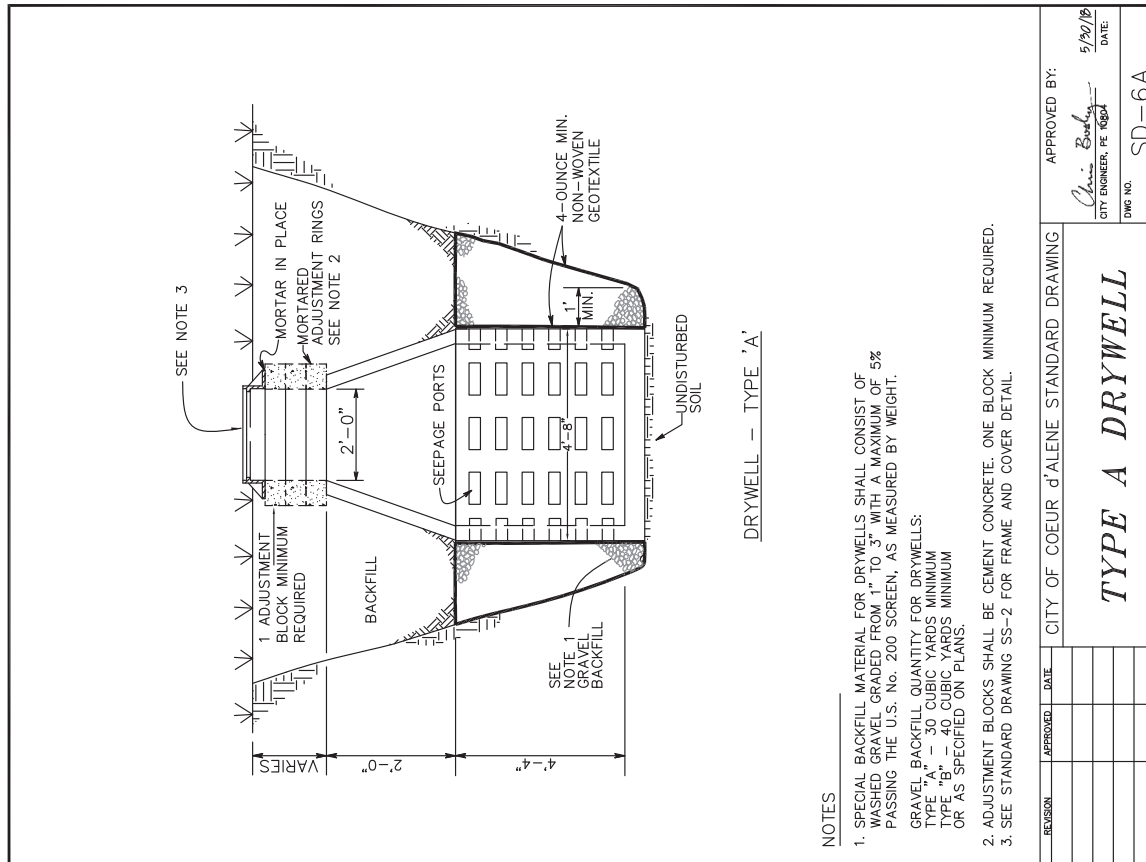 SEE NOTE 3
MORTAR IN PLACE
MORTARED
ADJUSTMENT RINGS
SEE NOTE 2
1 ADJUSTMENT
BLOCK MINIMUM
REQUIRED
2'-0"
BACKFILL
VARIES
2'-0"
4'-4"
SEEPAGE PORTS
4'-8"
1'
MIN.
4-OUNCE MIN.
NON-WOVEN
GEOTEXTILE
SEE
NOTE 1
GRAVEL
BACKFILL
UNDISTURBED
SOIL
DRYWELL - TYPE 'A'
NOTES
1. SPECIAL BACKFILL MATERIAL FOR DRYWELLS SHALL CONSIST OF
WASHED GRAVEL GRADED FROM 1" TO 3" WITH A MAXIMUM OF 5%
PASSING THE U.S. No. 200 SCREEN, AS MEASURED BY WEIGHT.
GRAVEL BACKFILL QUANTITY FOR DRYWELLS:
TYPE "A" - 30 CUBIC YARDS MINIMUM
TYPE "B" - 40 CUBIC YARDS MINIMUM
OR AS SPECIFIED ON PLANS.
2. ADJUSTMENT BLOCKS SHALL BE CEMENT CONCRETE. ONE BLOCK MINIMUM REQUIRED.
3. SEE STANDARD DRAWING SS-2 FOR FRAME AND COVER DETAIL.
REVISION APPROVED DATE
CITY OF COEUR d'ALENE STANDARD DRAWING
TYPE A DRYWELL
APPROVED BY:
5/30/18
CITY ENGINEER, PE 10804 DATE:
DWG NO. SD-6A